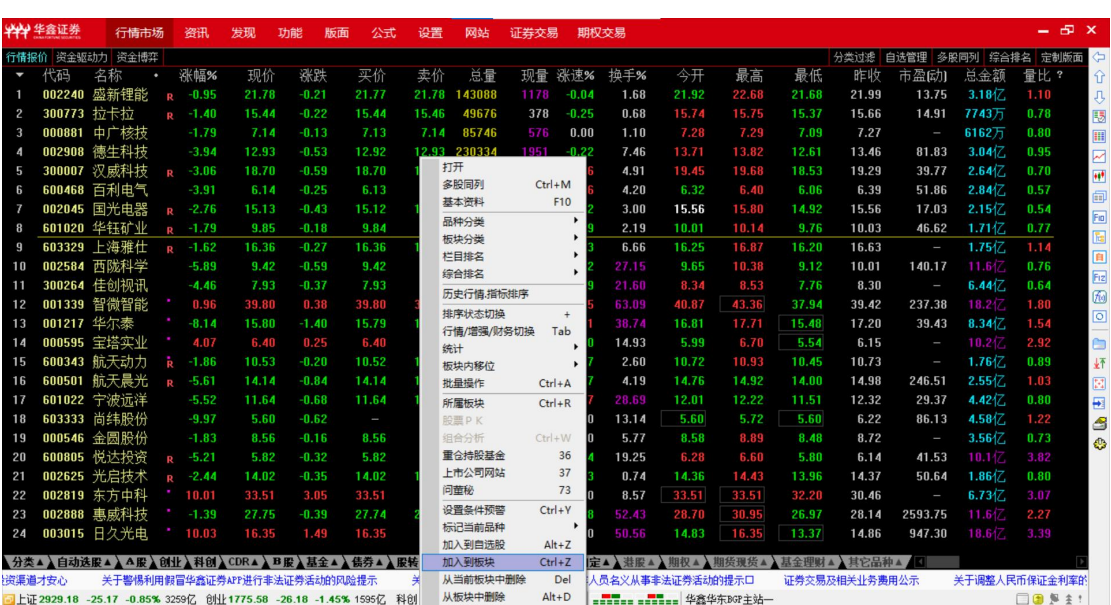 华鑫证券 行情市场 资讯 发现 功能 版面 公式 设置 网站 证券交易 期权交易
行情报价 资金驱动力 资金博弈 分类过滤 自选管理 多股同列 综合排名 定制版面
代码 名称 涨幅% 现价 涨跌 买价 卖价 总量 现量 涨速% 换手% 今开 最高 最低 昨收 市盈(动) 总金额 量比 ?
1 002240 盛新锂能 R -0.95 21.78 -0.21 21.77 21.78 143088 1178 -0.04 1.68 21.92 22.68 21.68 21.99 13.75 3.18亿 1.10
2 300773 拉卡拉 R -1.40 15.44 -0.22 15.44 15.46 49676 378 -0.25 0.68 15.74 15.75 15.37 15.66 14.91 7743万 0.78
3 000881 中广核技 -1.79 7.14 -0.13 7.13 7.14 85746 576 0.00 1.10 7.28 7.29 7.09 7.27 – 6162万 0.80
4 002908 德生科技 -3.94 12.93 -0.53 12.92 12.93 230334 1951 -0.22 7.46 13.71 13.82 12.61 13.46 81.83 3.04亿 0.95
5 300007 汉威科技 R -3.06 18.70 -0.59 18.70 1 6 4.91 19.45 19.68 18.53 19.29 39.77 2.64亿 0.70
6 600468 百利电气 -3.91 6.14 -0.25 6.13 6 4.20 6.32 6.40 6.06 6.39 51.86 2.84亿 0.57
7 002045 国光电器 R -2.76 15.13 -0.43 15.12 1 2 3.00 15.56 15.80 14.92 15.56 17.03 2.15亿 0.54
8 601020 华钰矿业 R -1.79 9.85 -0.18 9.84 9 2.19 10.01 10.14 9.76 10.03 46.62 1.71亿 0.77
9 603329 上海雅仕 R -1.62 16.36 -0.27 16.36 1 3 6.66 16.25 16.87 16.20 16.63 – 1.75亿 1.14
10 002584 西陇科学 -5.89 9.42 -0.59 9.42 2 27.15 9.65 10.38 9.12 10.01 140.17 11.6亿 0.76
11 300264 佳创视讯 -4.46 7.93 -0.37 7.93 9 21.60 8.34 8.53 7.76 8.30 – 6.44亿 0.64
12 001339 智微智能 0.96 39.80 0.38 39.80 3 5 63.09 40.87 43.36 37.94 39.42 237.38 18.2亿 1.80
13 001217 华尔泰 -8.14 15.80 -1.40 15.79 1 1 38.74 16.81 17.71 15.48 17.20 39.43 8.34亿 1.54
14 000595 宝塔实业 4.07 6.40 0.25 6.40 0 14.93 5.99 6.70 5.54 6.15 – 10.2亿 2.92
15 600343 航天动力 R -1.86 10.53 -0.20 10.52 1 7 2.60 10.72 10.93 10.45 10.73 – 1.76亿 0.89
16 600501 航天晨光 R -5.61 14.14 -0.84 14.14 1 7 4.19 14.76 14.92 14.00 14.98 246.51 2.55亿 1.03
17 601022 宁波远洋 -5.52 11.64 -0.68 11.64 1 7 28.69 12.01 12.22 11.51 12.32 29.37 4.42亿 0.80
18 603333 尚纬股份 -9.97 5.60 -0.62 – 0 13.14 5.60 5.72 5.60 6.22 86.13 4.58亿 1.22
19 000546 金圆股份 -1.83 8.56 -0.16 8.56 0 5.77 8.58 8.89 8.48 8.72 – 3.56亿 0.73
20 600805 悦达投资 R -5.21 5.82 -0.32 5.82 4 19.25 6.28 6.60 5.80 6.14 41.53 10.1亿 3.82
21 002625 光启技术 R -2.44 14.02 -0.35 14.02 1 3 0.74 14.36 14.43 13.96 14.37 50.64 1.86亿 0.80
22 002819 东方中科 10.01 33.51 3.05 33.51 0 8.57 33.51 33.51 32.20 30.46 – 6.73亿 3.07
23 002888 惠威科技 -1.39 27.75 -0.39 27.74 2 8 52.43 28.70 30.95 26.97 28.14 2593.75 11.6亿 2.27
24 003015 日久光电 10.03 16.35 1.49 16.35 0 50.56 14.83 16.35 13.37 14.86 947.30 18.6亿 3.39
打开
多股同列 Ctrl+M
基本资料 F10
品种分类
板块分类
栏目排名
综合排名
历史行情.指标排序
排序状态切换 +
行情/增强/财务切换 Tab
统计
板块内移位
批量操作 Ctrl+A
所属板块 Ctrl+R
股票ＰＫ
组合分析 Ctrl+W
重仓持股基金 36
上市公司网站 37
问董秘 73
设置条件预警 Ctrl+Y
标记当前品种
加入到自选股 Alt+Z
加入到板块 Ctrl+Z
从当前板块中删除 Del
从板块中删除 Alt+D
分类▲ 自动选股▲ A股 创业 科创 CDR▲ B股 基金▲ 债券▲ 股转 定▲ 港股▲ 期权▲ 期货现货▲ 基金理财▲ 其它品种▲
资渠道才安心 关于警惕利用假冒华鑫证券APP进行非法证券活动的风险提示 关 人员名义从事非法证券活动的提示口 证券交易及相关业务费用公示 关于调整人民币保证金利率的
上证2929.18 -25.17 -0.85% 3259亿 创业1775.58 -26.18 -1.45% 1595亿 科创 华鑫华东BGP主站一